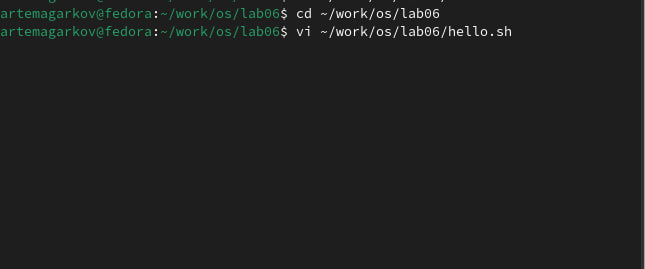 artemagarkov@fedora:~/work/os/lab06$ cd ~/work/os/lab06
artemagarkov@fedora:~/work/os/lab06$ vi ~/work/os/lab06/hello.sh